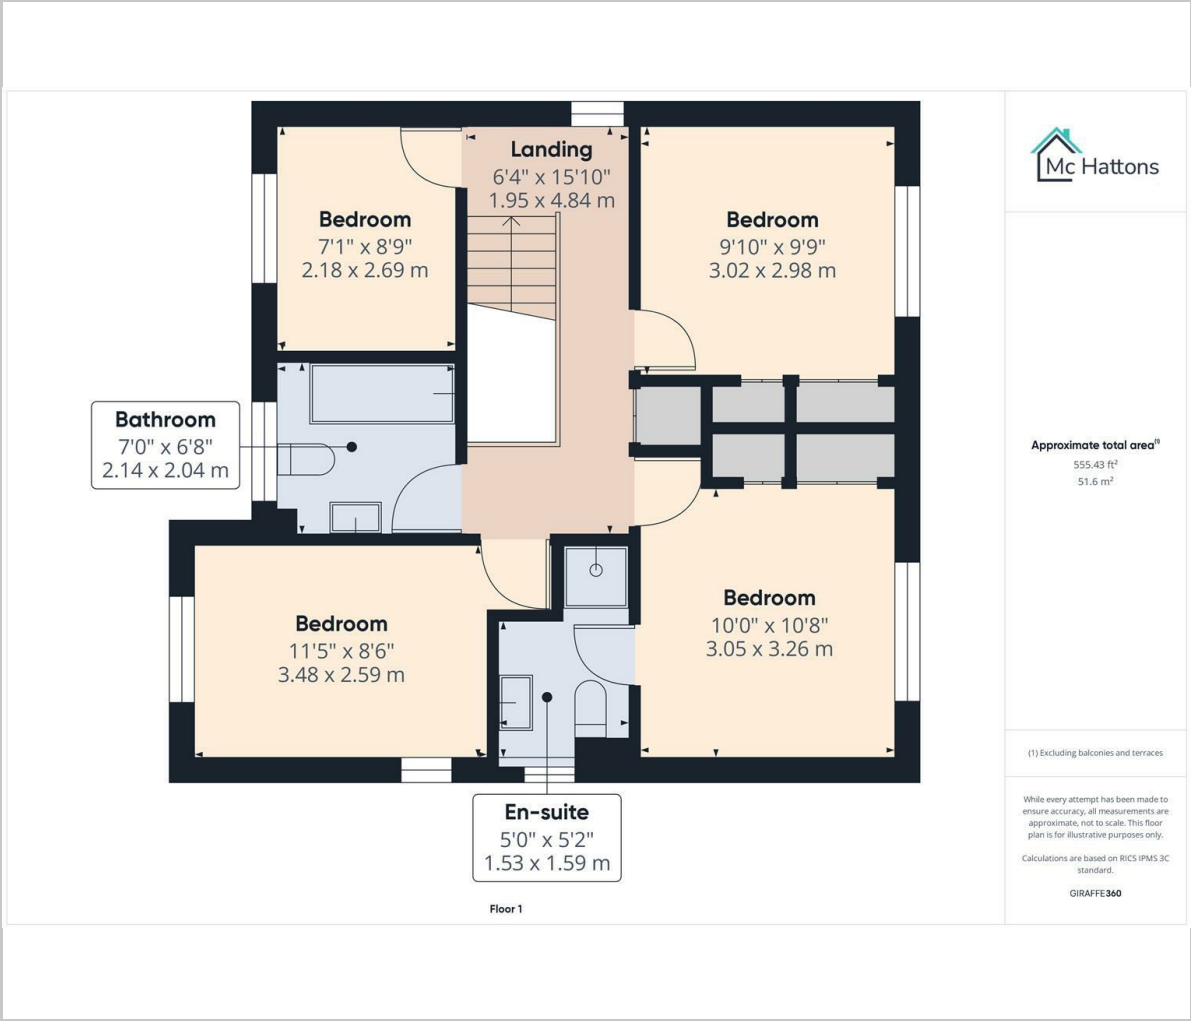 Landing
6'4" x 15'10"
1.95 x 4.84 m
Bedroom
7'1" x 8'9"
2.18 x 2.69 m
Bedroom
9'10" x 9'9"
3.02 x 2.98 m
Bathroom
7'0" x 6'8"
2.14 x 2.04 m
Bedroom
11'5" x 8'6"
3.48 x 2.59 m
Bedroom
10'0" x 10'8"
3.05 x 3.26 m
En-suite
5'0" x 5'2"
1.53 x 1.59 m
Floor 1
Mc Hattons
Approximate total area⁽¹⁾
555.43 ft²
51.6 m²
(1) Excluding balconies and terraces
While every attempt has been made to
ensure accuracy, all measurements are
approximate, not to scale. This floor
plan is for illustrative purposes only.
Calculations are based on RICS IPMS 3C
standard.
GIRAFFE360